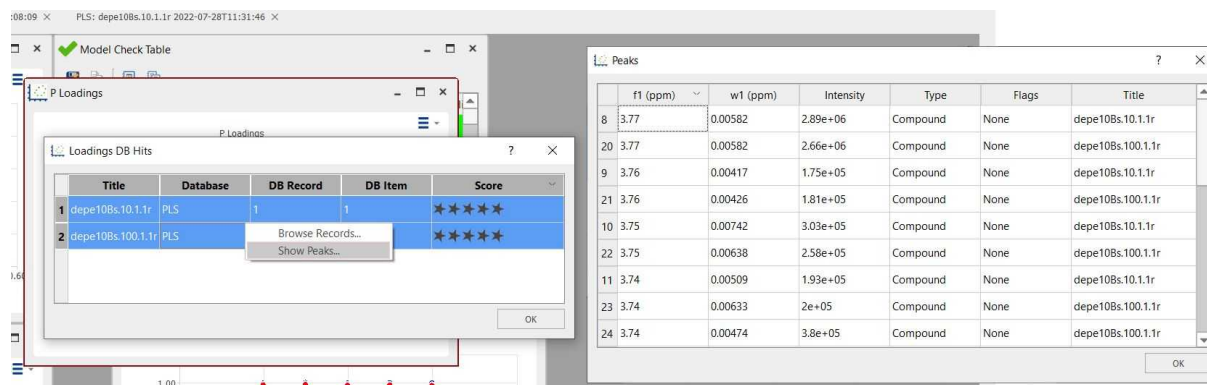 :08:09 × PLS: depe10Bs.10.1.1r 2022-07-28T11:31:46 ×
Model Check Table
P Loadings
P Loadings
Loadings DB Hits ? ×
Title Database DB Record DB Item Score
1 depe10Bs.10.1.1r PLS 1 1 ★★★★★
2 depe10Bs.100.1.1r PLS ★★★★★
Browse Records...
Show Peaks...
OK
1.00
Peaks ? ×
f1 (ppm) w1 (ppm) Intensity Type Flags Title
8 3.77 0.00582 2.89e+06 Compound None depe10Bs.10.1.1r
20 3.77 0.00582 2.66e+06 Compound None depe10Bs.100.1.1r
9 3.76 0.00417 1.75e+05 Compound None depe10Bs.10.1.1r
21 3.76 0.00426 1.81e+05 Compound None depe10Bs.100.1.1r
10 3.75 0.00742 3.03e+05 Compound None depe10Bs.10.1.1r
22 3.75 0.00638 2.58e+05 Compound None depe10Bs.100.1.1r
11 3.74 0.00509 1.93e+05 Compound None depe10Bs.10.1.1r
23 3.74 0.00633 2e+05 Compound None depe10Bs.100.1.1r
24 3.74 0.00474 3.8e+05 Compound None depe10Bs.100.1.1r
OK